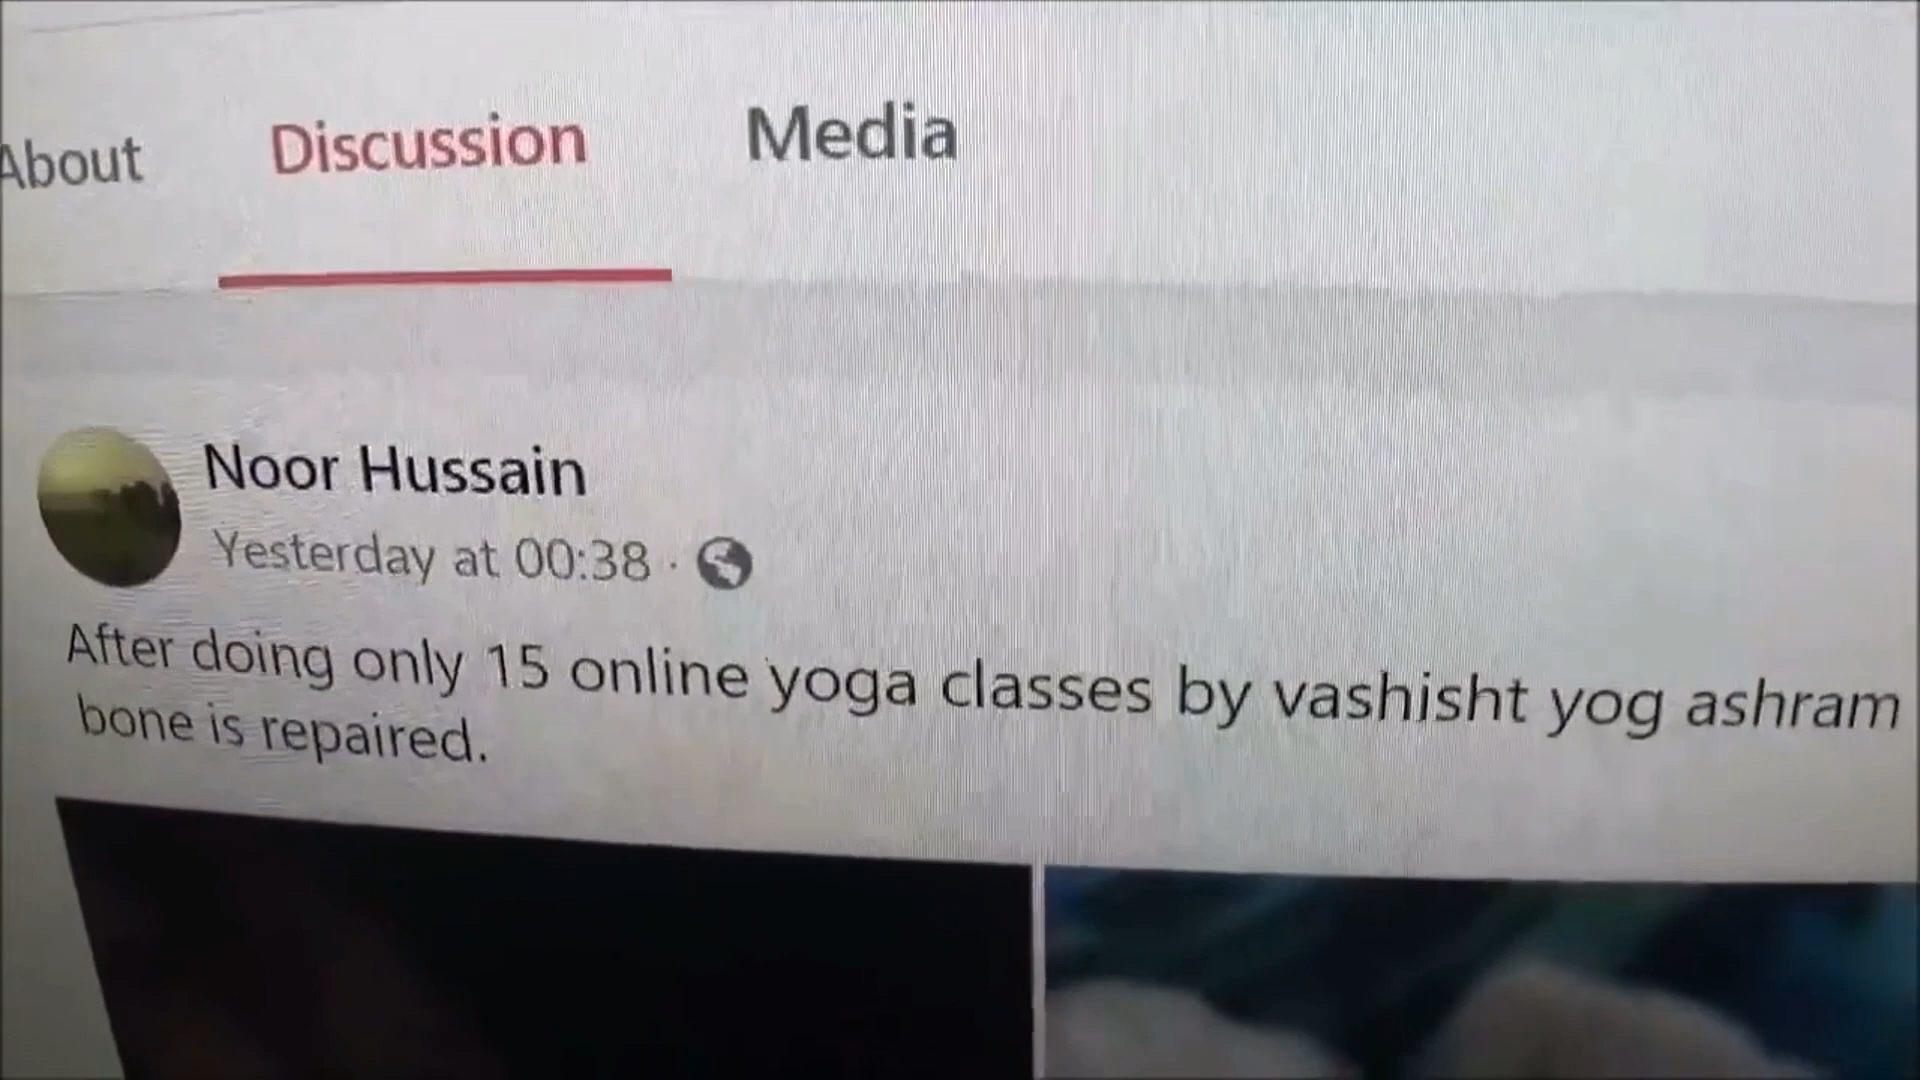 About Discussion Media
Noor Hussain
Yesterday at 00:38 ·
After doing only 15 online yoga classes by vashisht yog ashram
bone is repaired.